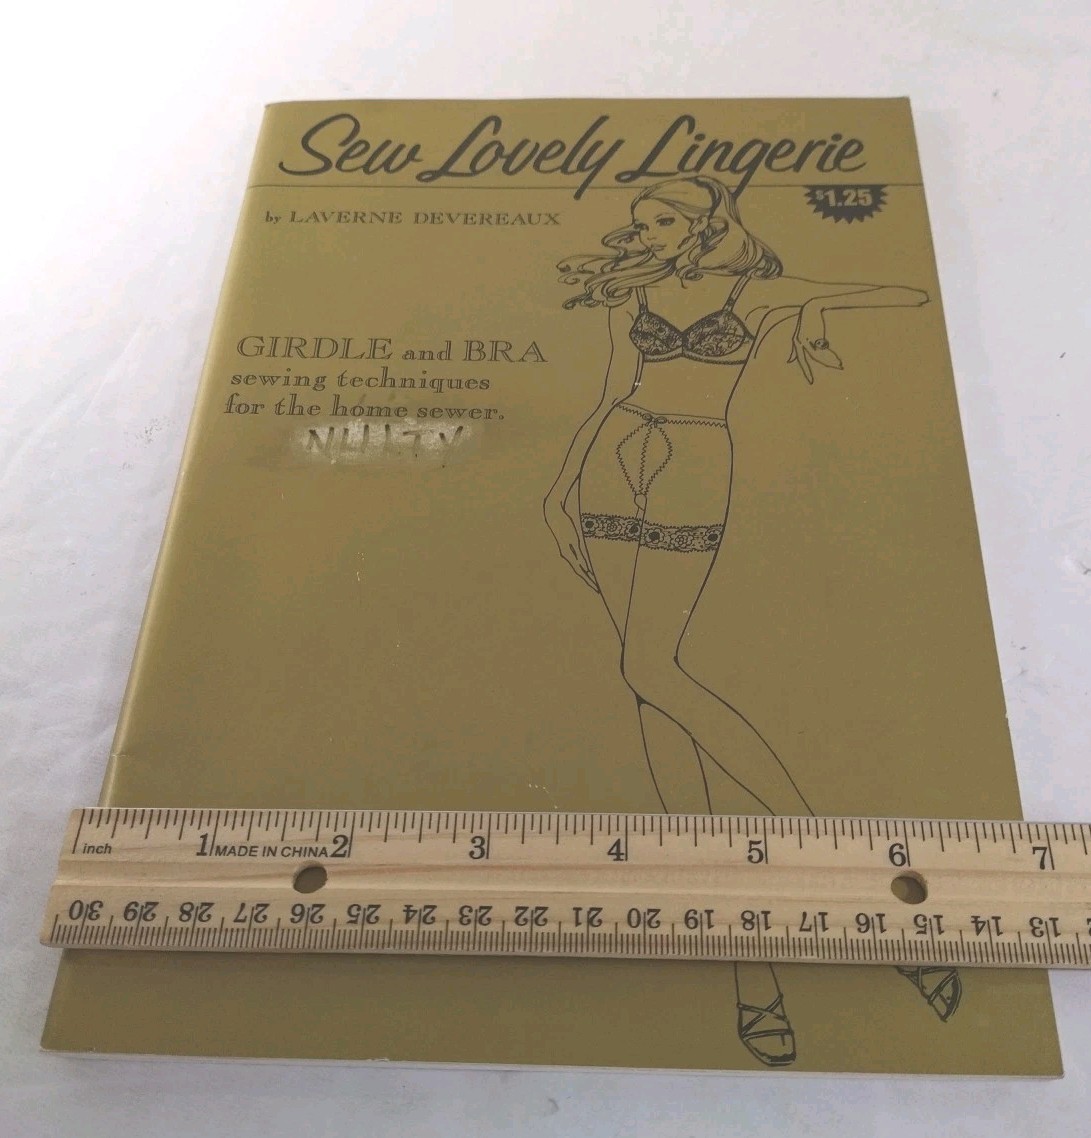 Sew Lovely Lingerie
$1.25
by LAVERNE DEVEREAUX
GIRDLE and BRA
sewing techniques
for the home sewer.
inch 1 MADE IN CHINA 2 3 4 5 6 7
30 29 28 27 26 25 24 23 22 21 20 19 18 17 16 15 14 13